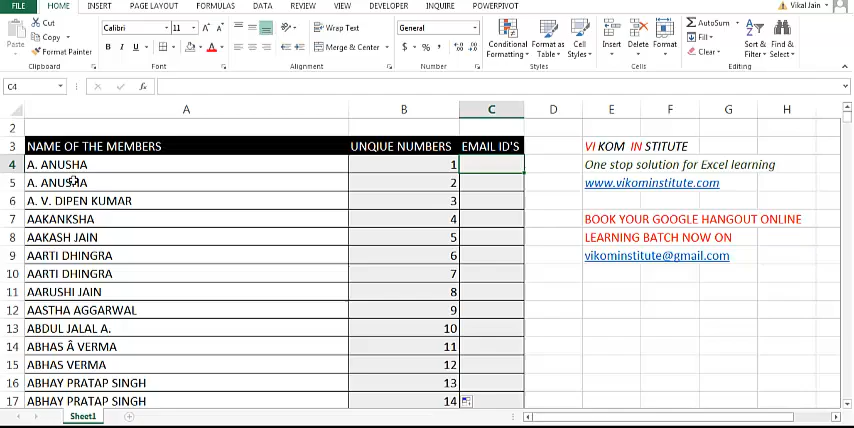 FILE HOME INSERT PAGE LAYOUT FORMULAS DATA REVIEW VIEW DEVELOPER INQUIRE POWERPIVOT Vikal Jain
Cut
Copy
Format Painter
Paste
Clipboard
Calibri 11
B I U A
Font
Wrap Text
Merge & Center
Alignment
General
$ % ,
Number
Conditional Formatting
Format as Table
Cell Styles
Styles
Insert Delete Format
Cells
AutoSum
Fill
Clear
Sort & Filter
Find & Select
Editing
C4 fx
A B C D E F G H
2
3 NAME OF THE MEMBERS UNQIUE NUMBERS EMAIL ID'S VI KOM IN STITUTE
4 A. ANUSHA 1 One stop solution for Excel learning
5 A. ANUSHA 2 www.vikominstitute.com
6 A. V. DIPEN KUMAR 3
7 AAKANKSHA 4 BOOK YOUR GOOGLE HANGOUT ONLINE
8 AAKASH JAIN 5 LEARNING BATCH NOW ON
9 AARTI DHINGRA 6 vikominstitute@gmail.com
10 AARTI DHINGRA 7
11 AARUSHI JAIN 8
12 AASTHA AGGARWAL 9
13 ABDUL JALAL A. 10
14 ABHAS Â VERMA 11
15 ABHAS VERMA 12
16 ABHAY PRATAP SINGH 13
17 ABHAY PRATAP SINGH 14
Sheet1